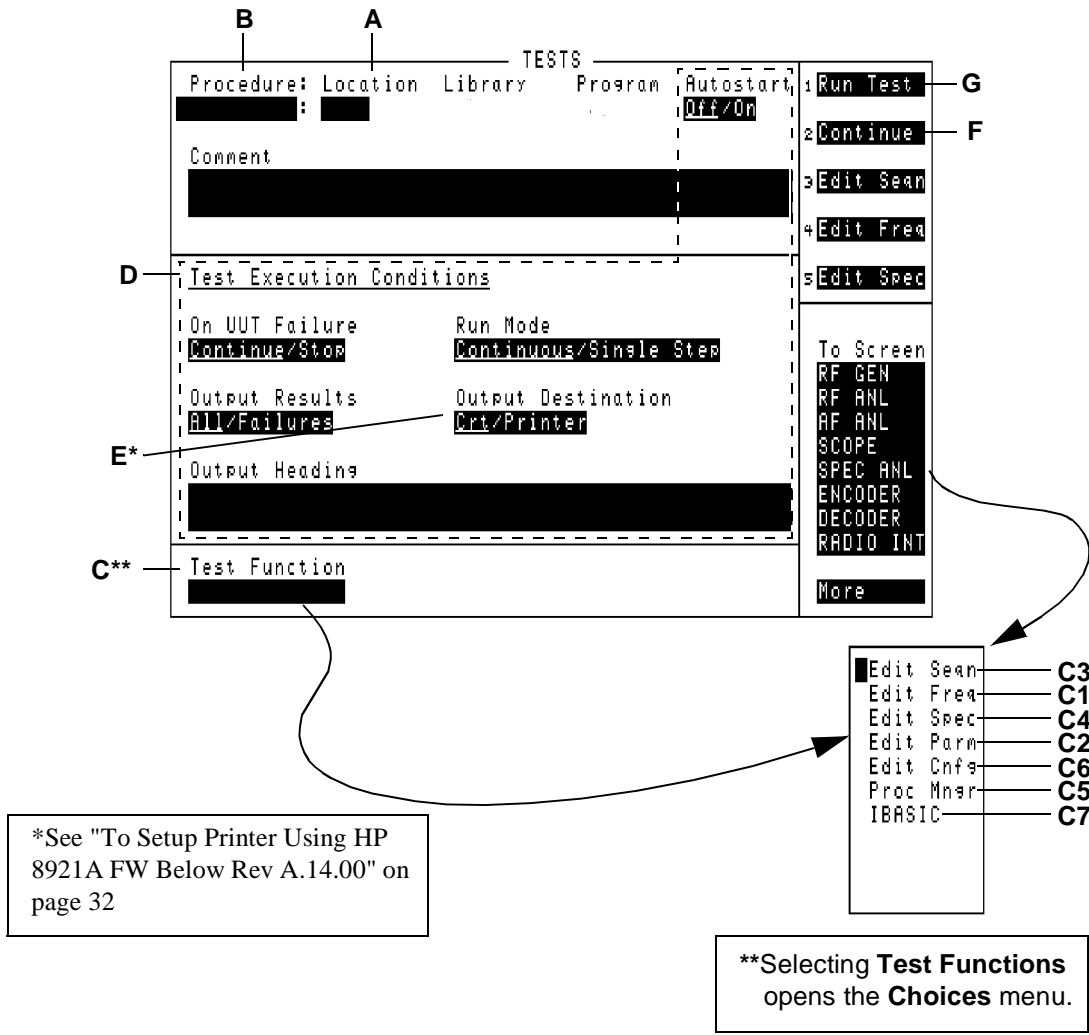 B A
TESTS
Procedure: Location Library Program Autostart
:
Off/On
Comment
1 Run Test G
2 Continue F
3 Edit Seqn
4 Edit Freq
5 Edit Spec
D Test Execution Conditions
On UUT Failure Run Mode
Continue/Stop Continuous/Single Step
Output Results Output Destination
All/Failures Crt/Printer
E*
Output Heading
C** Test Function
To Screen
RF GEN
RF ANL
AF ANL
SCOPE
SPEC ANL
ENCODER
DECODER
RADIO INT
More
Edit Seqn C3
Edit Freq C1
Edit Spec C4
Edit Parm C2
Edit Cnfg C6
Proc Mngr C5
IBASIC C7
*See "To Setup Printer Using HP
8921A FW Below Rev A.14.00" on
page 32
**Selecting Test Functions
opens the Choices menu.